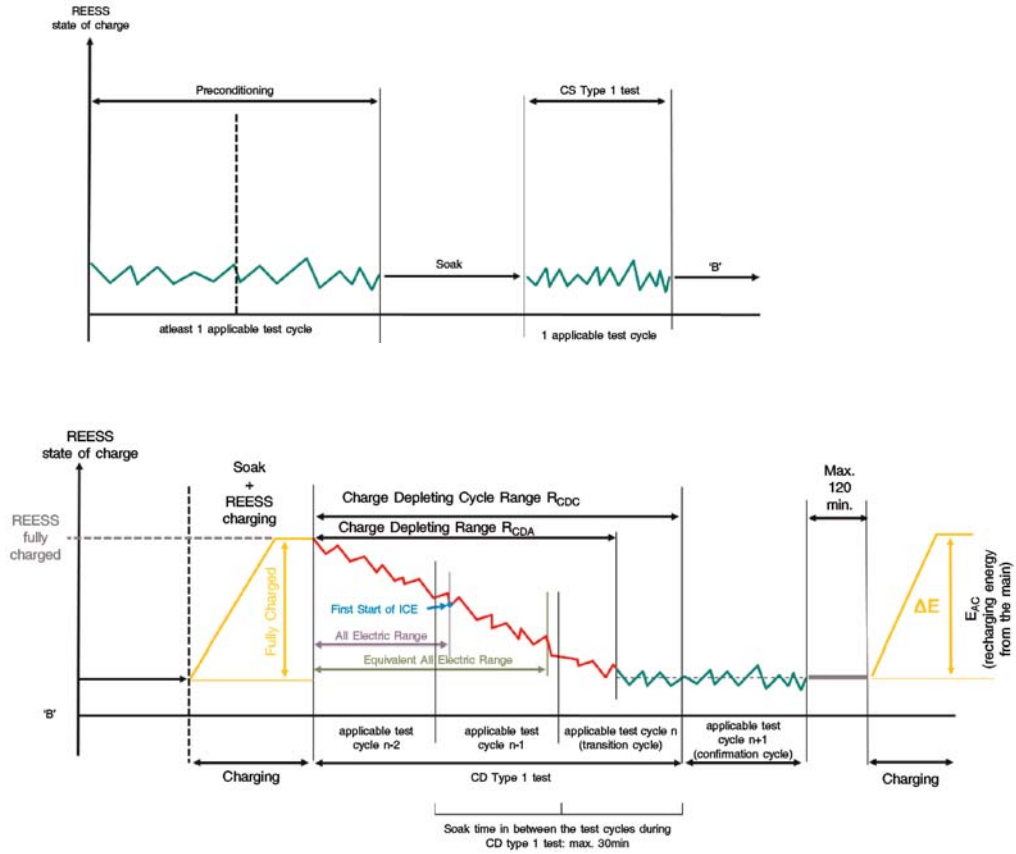 REESS
state of charge
Preconditioning
CS Type 1 test
Soak
'B'
atleast 1 applicable test cycle
1 applicable test cycle
REESS
state of charge
Soak
+
REESS
charging
Max.
120
min.
Charge Depleting Cycle Range RCDC
REESS
fully
charged
Charge Depleting Range RCDA
Fully Charged
First Start of ICE
All Electric Range
Equivalent All Electric Range
ΔE
EAC
(recharging energy
from the main)
'B'
applicable test
cycle n-2
applicable test
cycle n-1
applicable test cycle n
(transition cycle)
applicable test
cycle n+1
(confirmation cycle)
Charging
CD Type 1 test
Charging
Soak time in between the test cycles during
CD type 1 test: max. 30min